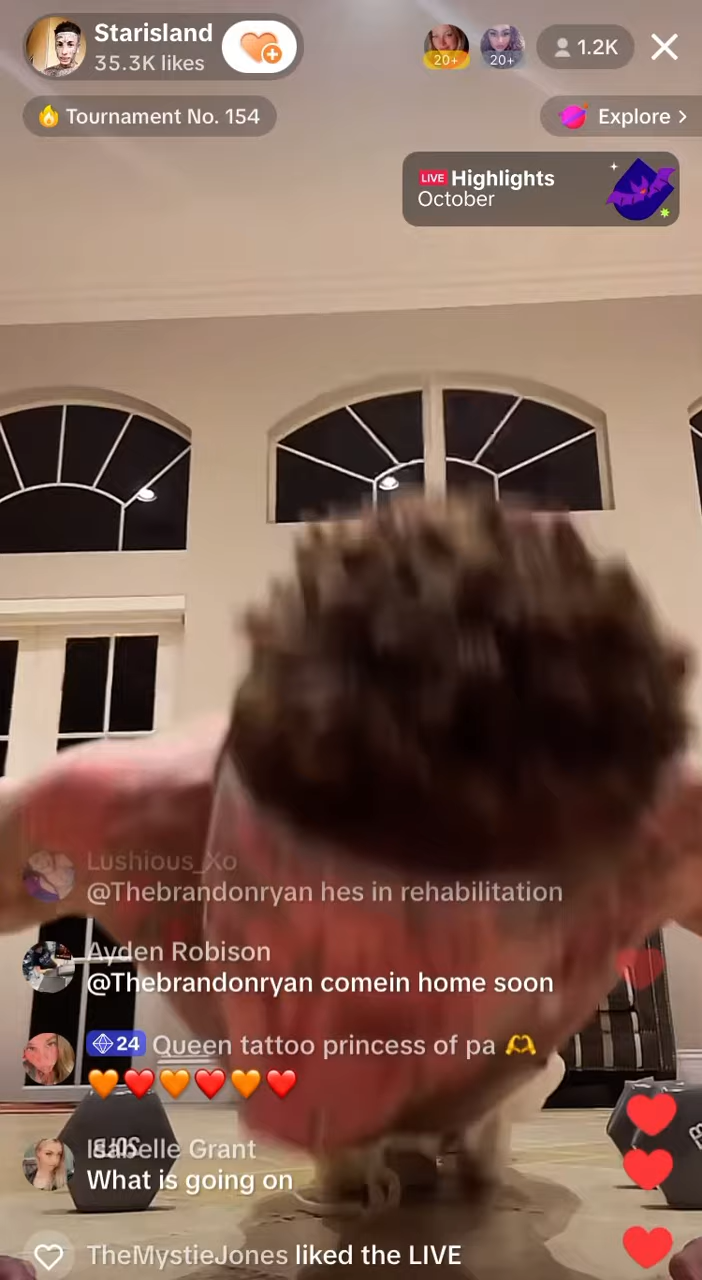 Starisland
35.3K likes
20+
20+
1.2K
Tournament No. 154
Explore >
LIVE Highlights
October
Lushious_Xo
@Thebrandonryan hes in rehabilitation
Ayden Robison
@Thebrandonryan comein home soon
24 Queen tattoo princess of pa 🫶
🧡❤️🧡❤️🧡❤️
Isabelle Grant
What is going on
TheMystieJones liked the LIVE